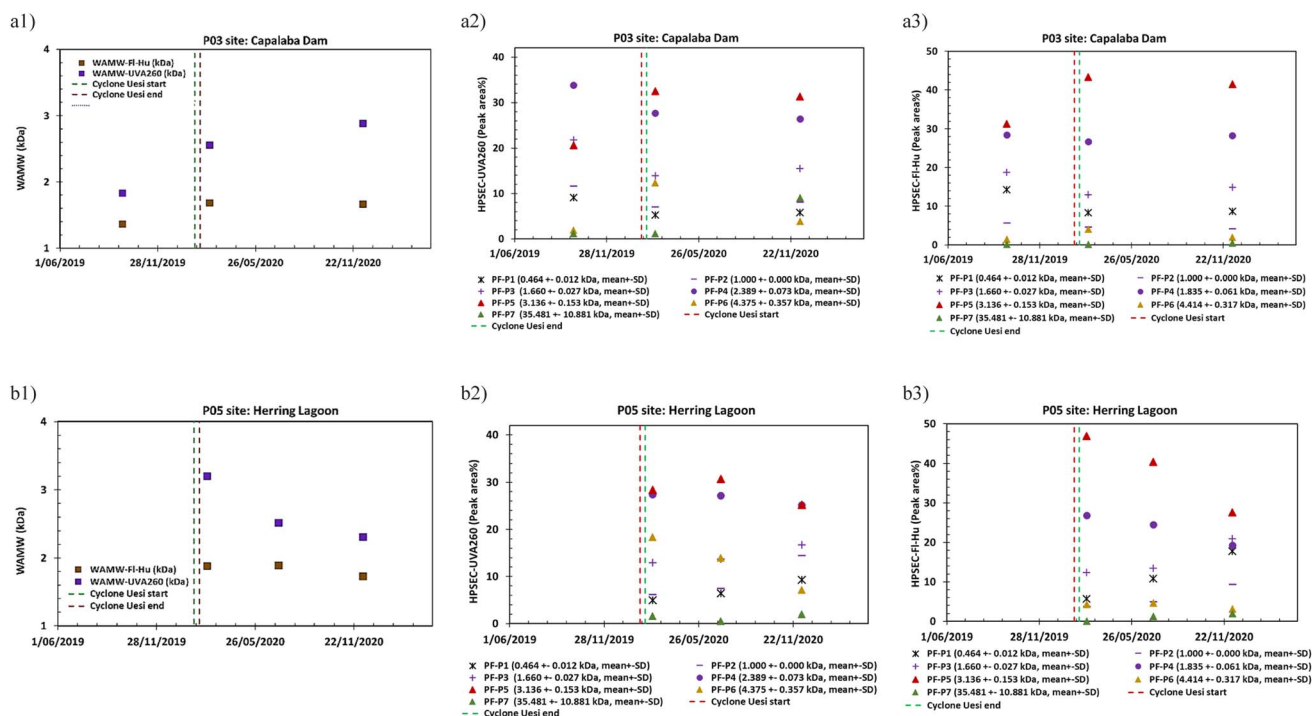 a1)
P03 site: Capalaba Dam
4
3
2
1
WAMW (kDa)
WAMW-Fl-Hu (kDa)
WAMW-UVA260 (kDa)
Cyclone Uesi start
Cyclone Uesi end
1/06/2019 28/11/2019 26/05/2020 22/11/2020
a2)
P03 site: Capalaba Dam
40
30
20
10
0
HPSEC-UVA260 (Peak area%)
1/06/2019 28/11/2019 26/05/2020 22/11/2020
PF-P1 (0.464 +- 0.012 kDa, mean+-SD) PF-P2 (1.000 +- 0.000 kDa, mean+-SD)
PF-P3 (1.660 +- 0.027 kDa, mean+-SD) PF-P4 (2.389 +- 0.073 kDa, mean+-SD)
PF-P5 (3.136 +- 0.153 kDa, mean+-SD) PF-P6 (4.375 +- 0.357 kDa, mean+-SD)
PF-P7 (35.481 +- 10.881 kDa, mean+-SD) Cyclone Uesi start
Cyclone Uesi end
a3)
P03 site: Capalaba Dam
50
40
30
20
10
0
HPSEC-Fl-Hu (Peak area%)
1/06/2019 28/11/2019 26/05/2020 22/11/2020
PF-P1 (0.464 +- 0.012 kDa, mean+-SD) PF-P2 (1.000 +- 0.000 kDa, mean+-SD)
PF-P3 (1.660 +- 0.027 kDa, mean+-SD) PF-P4 (1.835 +- 0.061 kDa, mean+-SD)
PF-P5 (3.136 +- 0.153 kDa, mean+-SD) PF-P6 (4.414 +- 0.317 kDa, mean+-SD)
PF-P7 (35.481 +- 10.881 kDa, mean+-SD) Cyclone Uesi start
Cyclone Uesi end
b1)
P05 site: Herring Lagoon
4
3
2
1
WAMW (kDa)
WAMW-Fl-Hu (kDa)
WAMW-UVA260 (kDa)
Cyclone Uesi start
Cyclone Uesi end
1/06/2019 28/11/2019 26/05/2020 22/11/2020
b2)
P05 site: Herring Lagoon
40
30
20
10
0
HPSEC-UVA260 (Peak area%)
1/06/2019 28/11/2019 26/05/2020 22/11/2020
PF-P1 (0.464 +- 0.012 kDa, mean+-SD) PF-P2 (1.000 +- 0.000 kDa, mean+-SD)
PF-P3 (1.660 +- 0.027 kDa, mean+-SD) PF-P4 (2.389 +- 0.073 kDa, mean+-SD)
PF-P5 (3.136 +- 0.153 kDa, mean+-SD) PF-P6 (4.375 +- 0.357 kDa, mean+-SD)
PF-P7 (35.481 +- 10.881 kDa, mean+-SD) Cyclone Uesi start
Cyclone Uesi end
b3)
P05 site: Herring Lagoon
50
40
30
20
10
0
HPSEC-Fl-Hu (Peak area%)
1/06/2019 28/11/2019 26/05/2020 22/11/2020
PF-P1 (0.464 +- 0.012 kDa, mean+-SD) PF-P2 (1.000 +- 0.000 kDa, mean+-SD)
PF-P3 (1.660 +- 0.027 kDa, mean+-SD) PF-P4 (1.835 +- 0.061 kDa, mean+-SD)
PF-P5 (3.136 +- 0.153 kDa, mean+-SD) PF-P6 (4.414 +- 0.317 kDa, mean+-SD)
PF-P7 (35.481 +- 10.881 kDa, mean+-SD) Cyclone Uesi start
Cyclone Uesi end